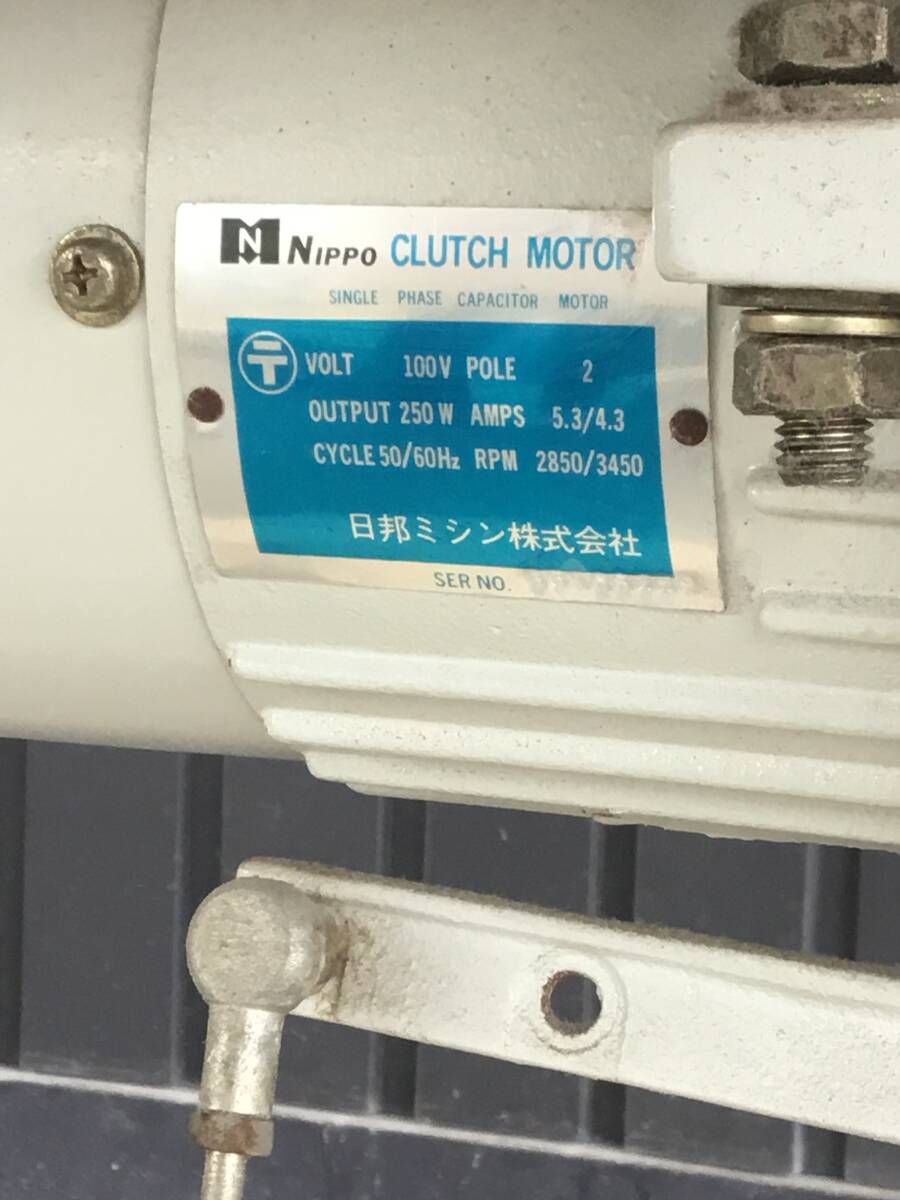 N NIPPO CLUTCH MOTOR
SINGLE PHASE CAPACITOR MOTOR
VOLT 100V POLE 2
OUTPUT 250 W AMPS 5.3/4.3
CYCLE 50/60Hz RPM 2850/3450
日邦ミシン株式会社
SER NO.